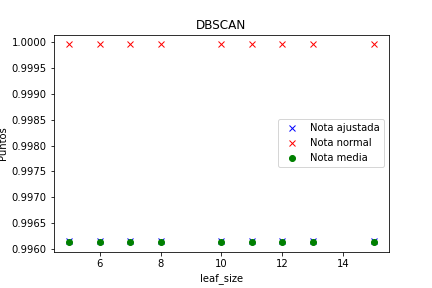 DBSCAN
1.0000
0.9995
0.9990
0.9985
0.9980
0.9975
0.9970
0.9965
0.9960
Puntos
Nota ajustada
Nota normal
Nota media
6 8 10 12 14
leaf_size